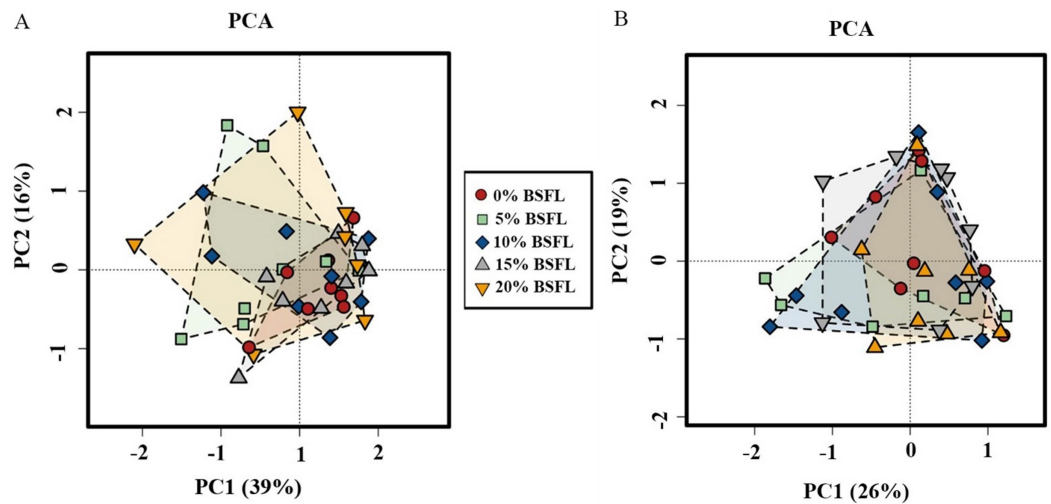 A
PCA
PC2 (16%)
2
1
0
-1
-2
-1
1
2
PC1 (39%)
0% BSFL
5% BSFL
10% BSFL
15% BSFL
20% BSFL
B
PCA
PC2 (19%)
2
1
0
-1
-2
-2
-1
0
1
PC1 (26%)